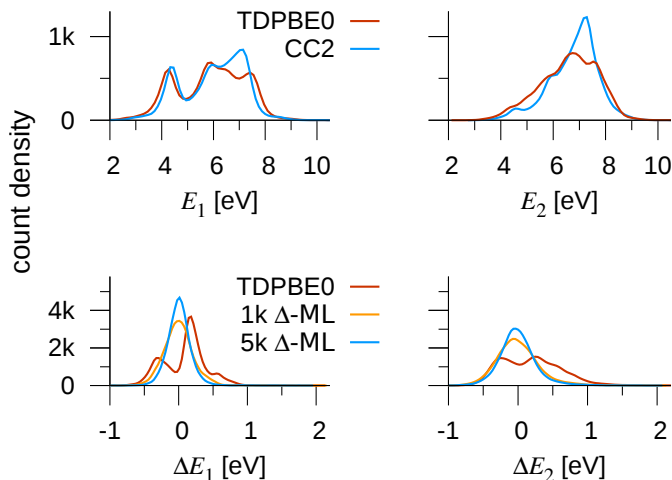 TDPBE0
CC2
1k
0
2 4 6 8 10
E1 [eV]
2 4 6 8 10
E2 [eV]
count density
TDPBE0
1k Δ-ML
5k Δ-ML
4k
2k
0
-1 0 1 2
ΔE1 [eV]
-1 0 1 2
ΔE2 [eV]